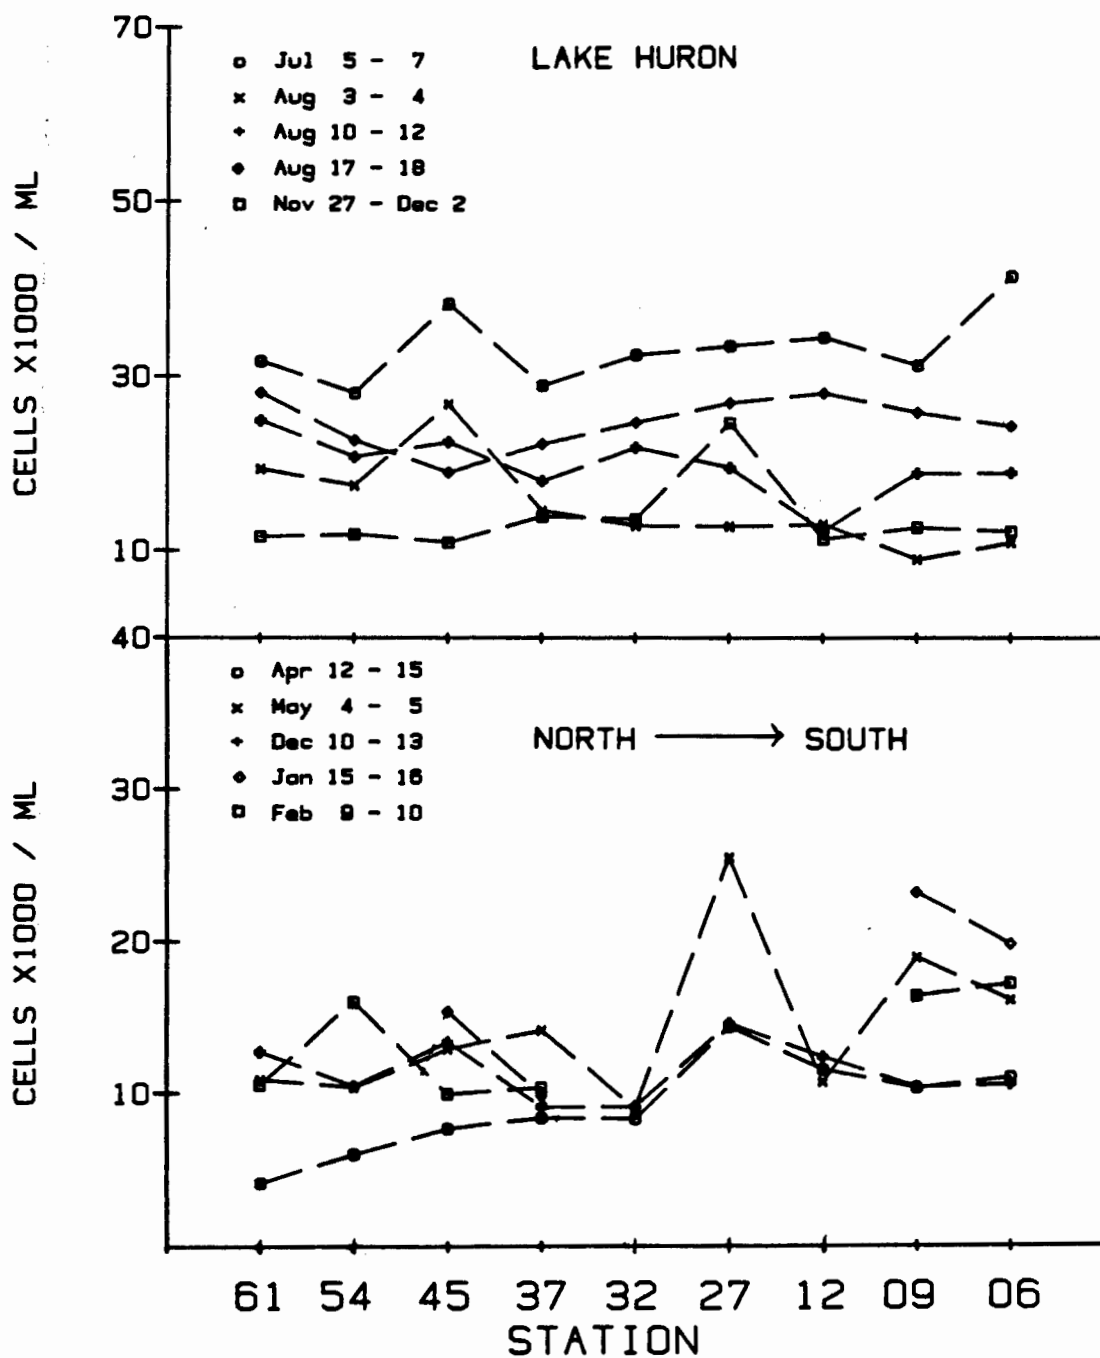 70
LAKE HURON
Jul 5 - 7
Aug 3 - 4
Aug 10 - 12
Aug 17 - 18
Nov 27 - Dec 2
50
30
10
CELLS X1000 / ML
40
Apr 12 - 15
May 4 - 5
Dec 10 - 13
Jan 15 - 16
Feb 9 - 10
NORTH → SOUTH
30
20
10
CELLS X1000 / ML
61 54 45 37 32 27 12 09 06
STATION